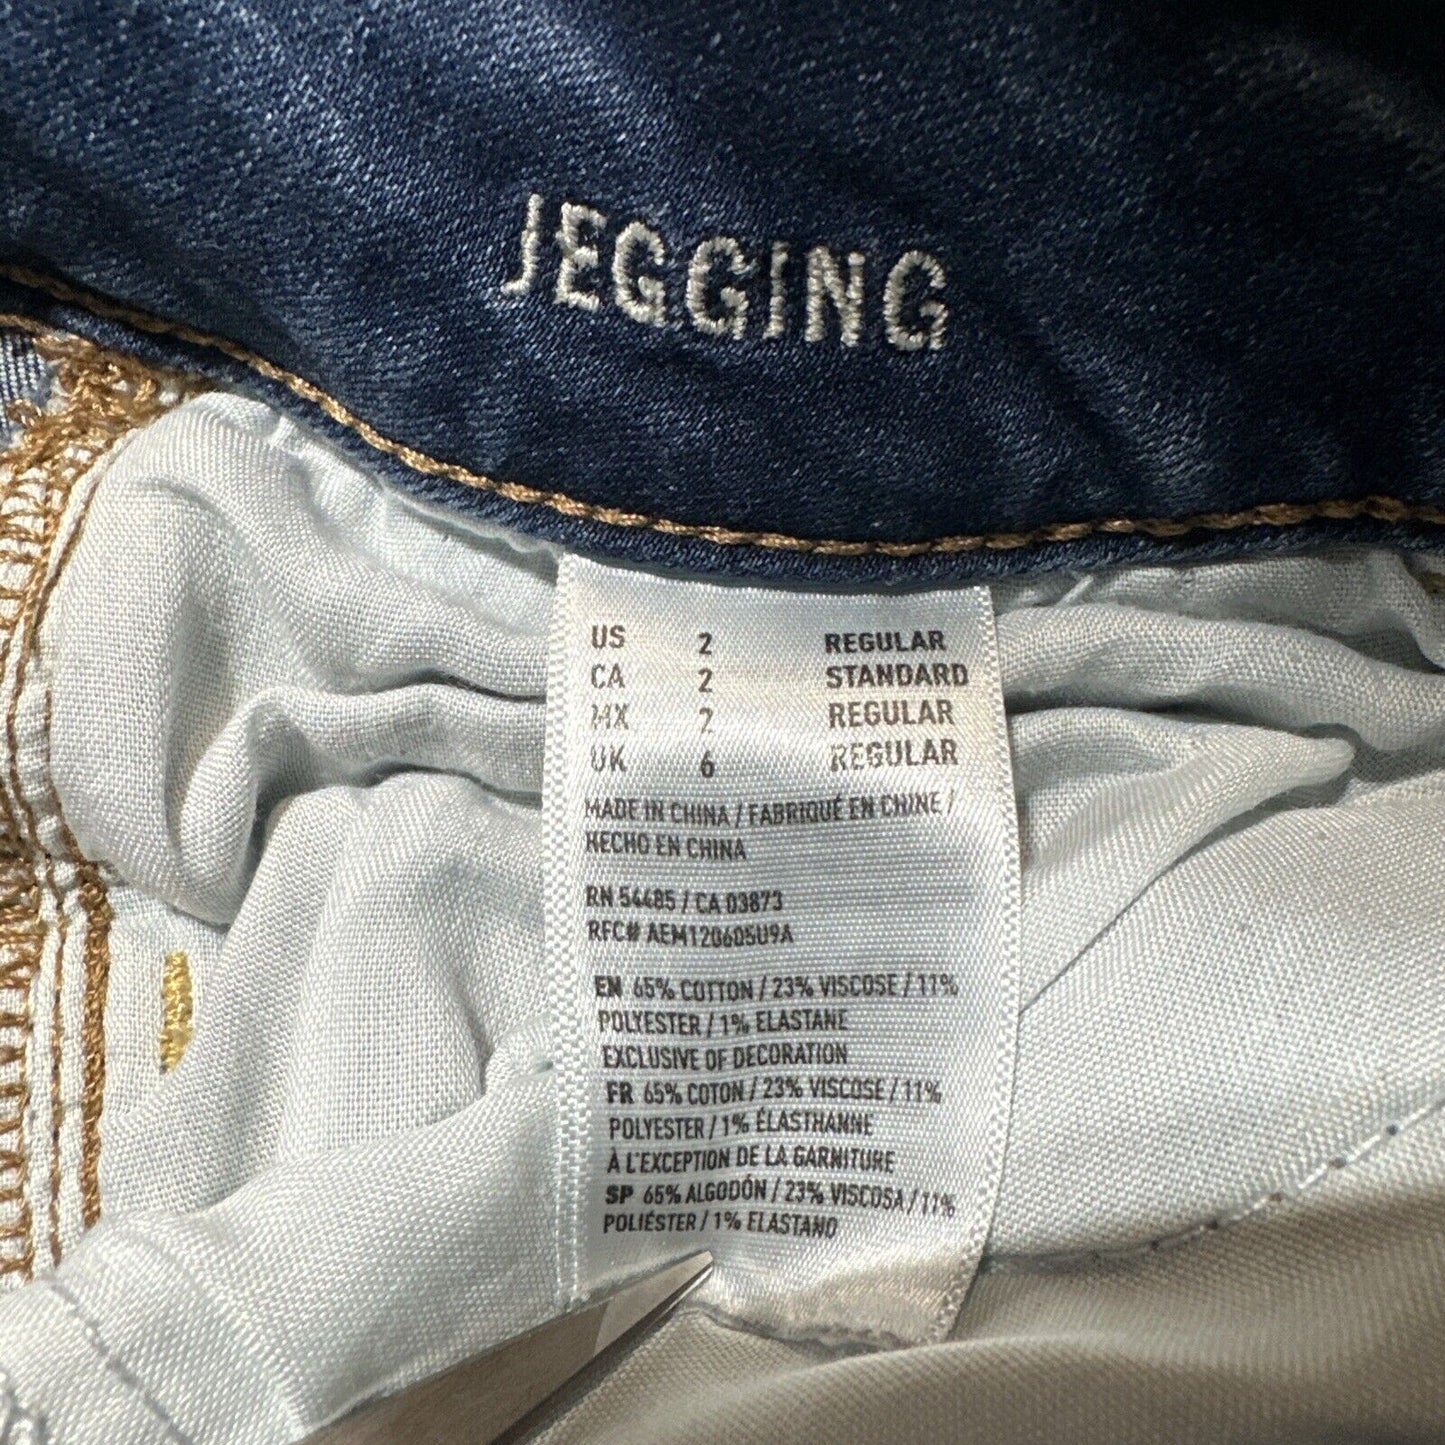 JEGGING
US 2 REGULAR
CA 2 STANDARD
MX 2 REGULAR
UK 6 REGULAR
MADE IN CHINA / FABRIQUÉ EN CHINE /
HECHO EN CHINA
RN 54485 / CA 03873
RFC# AEM120605U9A
EN 65% COTTON / 23% VISCOSE / 11%
POLYESTER / 1% ELASTANE
EXCLUSIVE OF DECORATION
FR 65% COTON / 23% VISCOSE / 11%
POLYESTER / 1% ÉLASTHANNE
À L'EXCEPTION DE LA GARNITURE
SP 65% ALGODÓN / 23% VISCOSA / 11%
POLIÉSTER / 1% ELASTANO